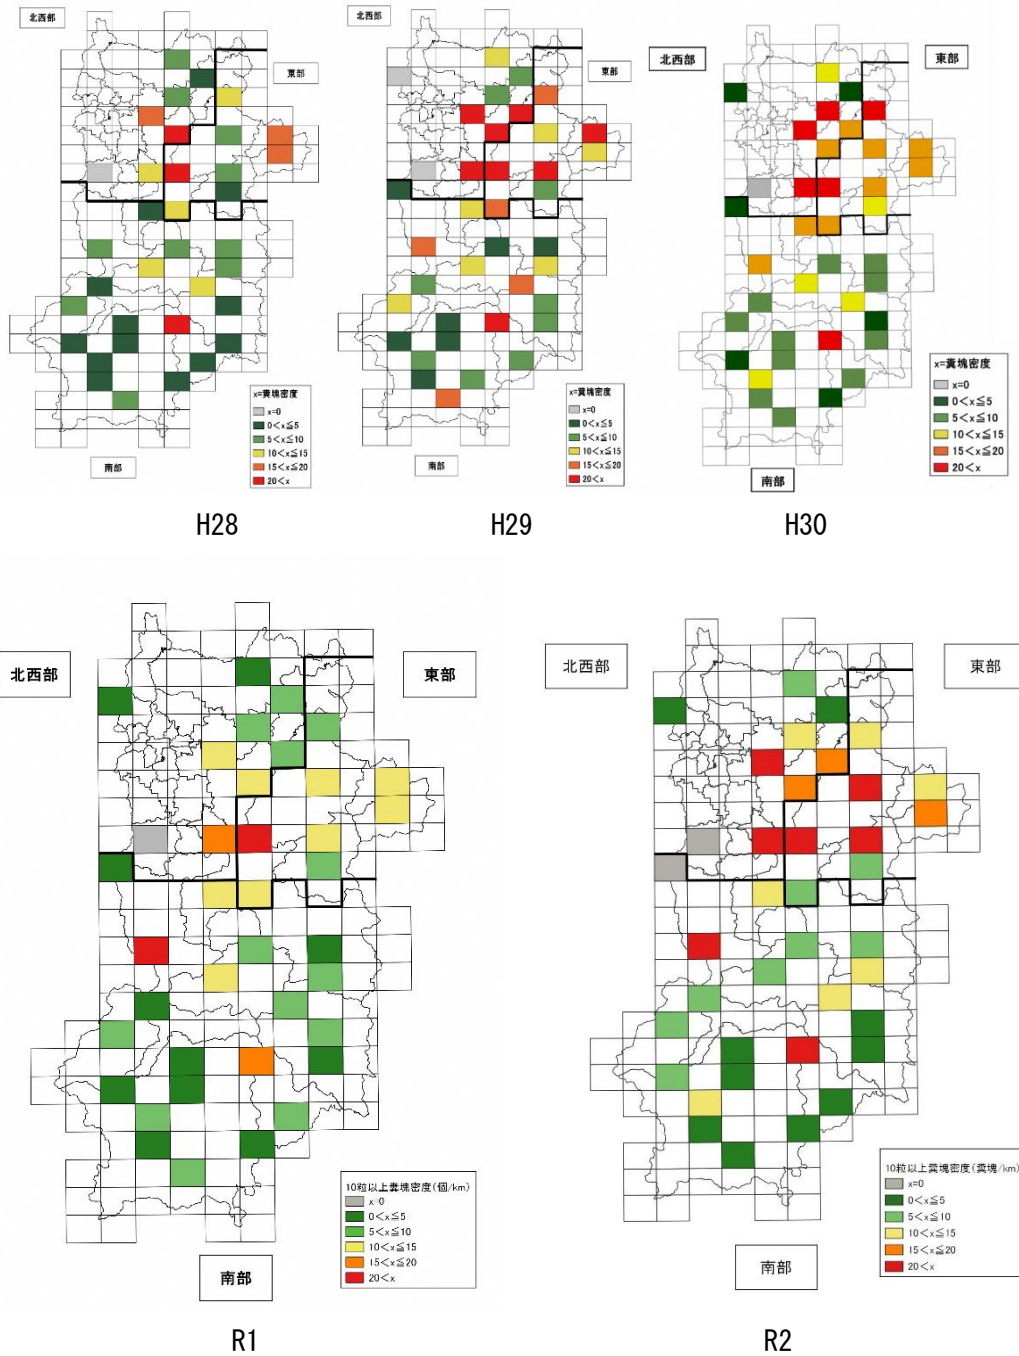 北西部
東部
x=糞塊密度
x=0
0<x≦5
5<x≦10
10<x≦15
15<x≦20
20<x
南部
H28
北西部
東部
x=糞塊密度
x=0
0<x≦5
5<x≦10
10<x≦15
15<x≦20
20<x
南部
H29
北西部
東部
x=糞塊密度
x=0
0<x≦5
5<x≦10
10<x≦15
15<x≦20
20<x
南部
H30
北西部
東部
10粒以上糞塊密度(個/km)
x=0
0<x≦5
5<x≦10
10<x≦15
15<x≦20
20<x
南部
R1
北西部
東部
10粒以上糞塊密度(糞塊/km)
x=0
0<x≦5
5<x≦10
10<x≦15
15<x≦20
20<x
南部
R2